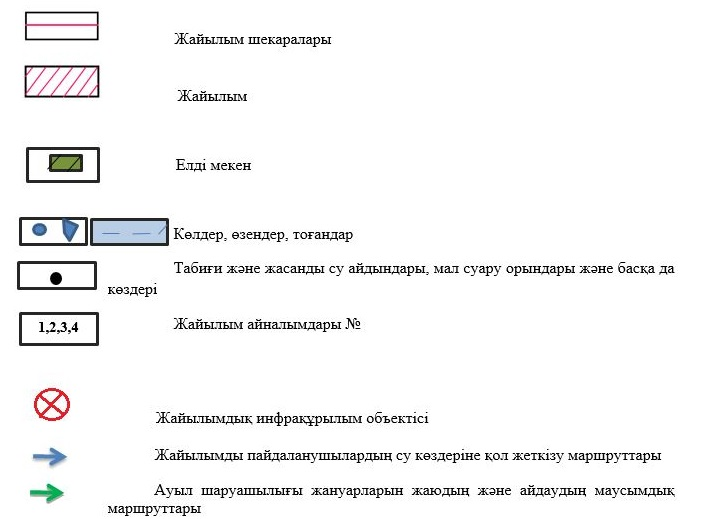 Жайылым шекаралары
Жайылым
Елді мекен
Көлдер, өзендер, тоғандар
Табиғи және жасанды су айдындары, мал суару орындары және басқа да
көздері
1,2,3,4 Жайылым айналымдары №
Жайылымдық инфрақұрылым объектісі
Жайылымды пайдаланушылардың су көздеріне қол жеткізу маршруттары
Ауыл шаруашылығы жануарларын жаюдың және айдаудың маусымдық
маршруттары